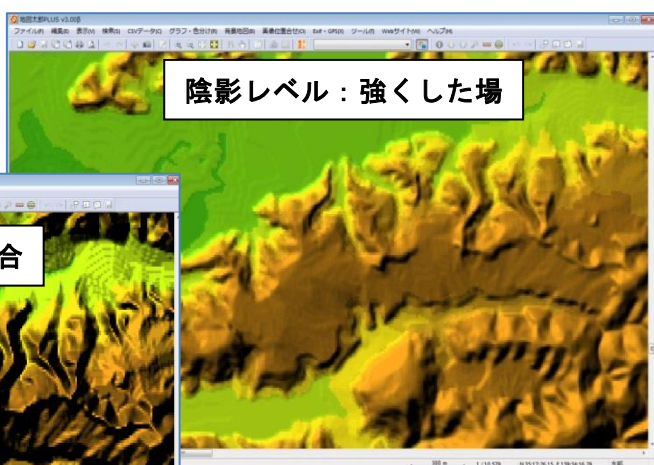 地図太郎PLUS v3.00β
ファイル(F) 編集(E) 表示(V) 検索(S) CSVデータ(C) グラフ・色分け(R) 背景地図(B) 画像位置合せ(O) Exif・GPS(X) ツール(T) Webサイト(W) ヘルプ(H)
陰影レベル：強くした場
合